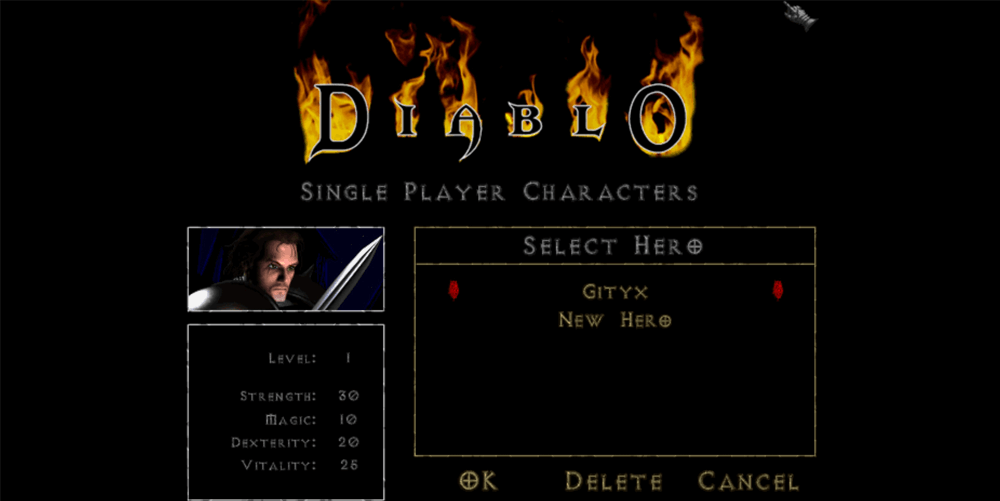 Diablo
Single Player Characters
Select Hero
Gityx
New Hero
Level: 1
Strength: 30
Magic: 10
Dexterity: 20
Vitality: 25
OK Delete Cancel